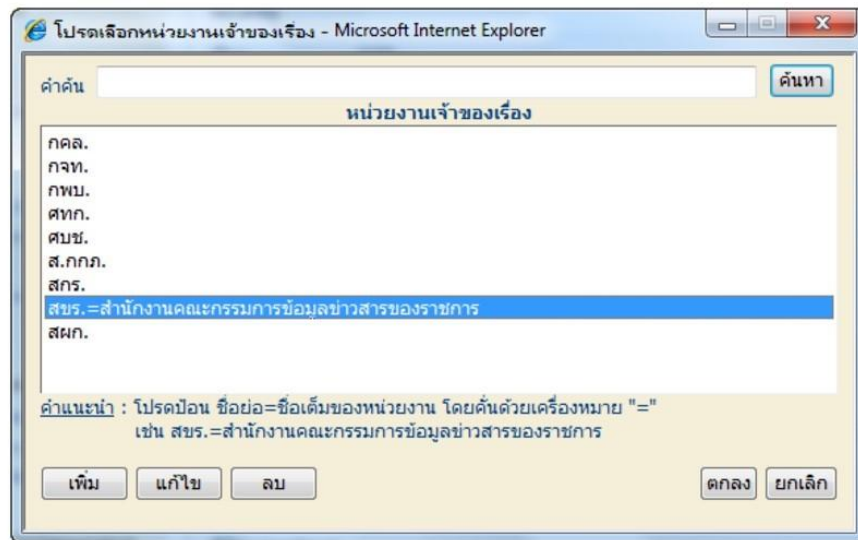 โปรดเลือกหน่วยงานเจ้าของเรื่อง - Microsoft Internet Explorer
คำค้น ค้นหา
หน่วยงานเจ้าของเรื่อง
กคล.
กจท.
กพบ.
ศทก.
ศบช.
ส.กกภ.
สกร.
สขร.=สำนักงานคณะกรรมการข้อมูลข่าวสารของราชการ
สผก.
คำแนะนำ : โปรดป้อน ชื่อย่อ=ชื่อเต็มของหน่วยงาน โดยคั่นด้วยเครื่องหมาย "="
เช่น สขร.=สำนักงานคณะกรรมการข้อมูลข่าวสารของราชการ
เพิ่ม แก้ไข ลบ ตกลง ยกเลิก